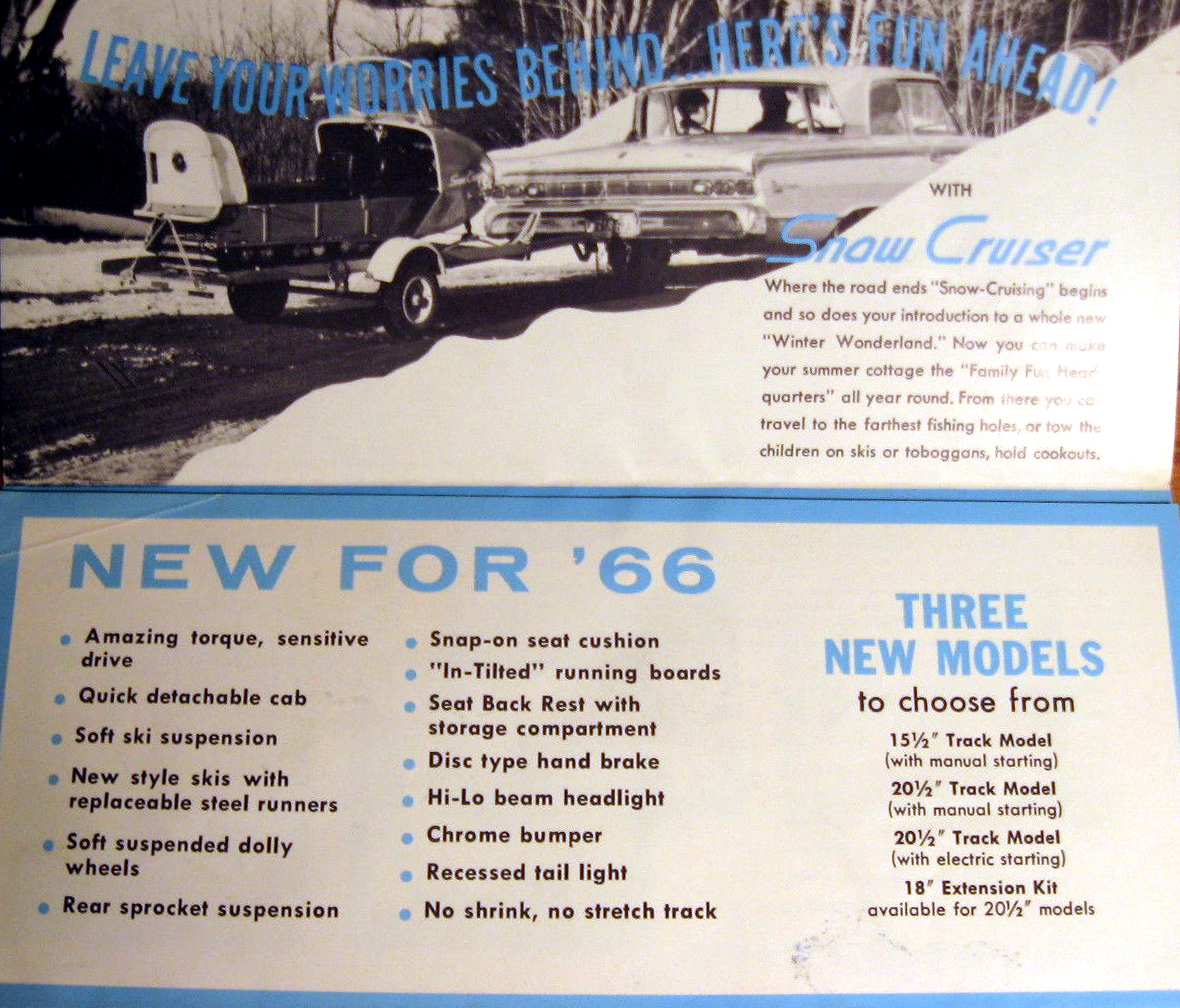 LEAVE YOUR WORRIES BEHIND...HERE'S FUN AHEAD!
WITH
Snow Cruiser
Where the road ends "Snow-Cruising" begins
and so does your introduction to a whole new
"Winter Wonderland." Now you can make
your summer cottage the "Family Fun Head
quarters" all year round. From there you ca
travel to the farthest fishing holes, or tow the
children on skis or toboggans, hold cookouts.
NEW FOR '66
• Amazing torque, sensitive
drive
• Quick detachable cab
• Soft ski suspension
• New style skis with
replaceable steel runners
• Soft suspended dolly
wheels
• Rear sprocket suspension
• Snap-on seat cushion
• "In-Tilted" running boards
• Seat Back Rest with
storage compartment
• Disc type hand brake
• Hi-Lo beam headlight
• Chrome bumper
• Recessed tail light
• No shrink, no stretch track
THREE
NEW MODELS
to choose from
15½" Track Model
(with manual starting)
20½" Track Model
(with manual starting)
20½" Track Model
(with electric starting)
18" Extension Kit
available for 20½" models